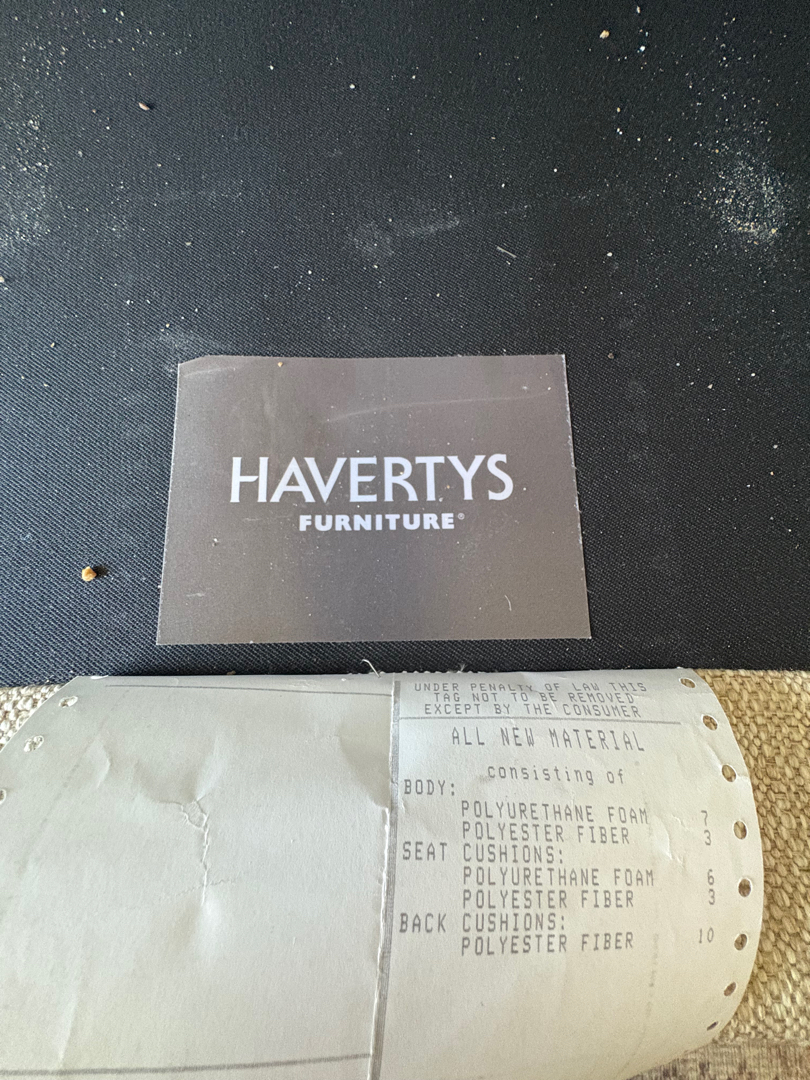 HAVERTYS
FURNITURE®
UNDER PENALTY OF LAW THIS
TAG NOT TO BE REMOVED
EXCEPT BY THE CONSUMER
ALL NEW MATERIAL
consisting of
BODY:
POLYURETHANE FOAM 7
POLYESTER FIBER 3
SEAT CUSHIONS:
POLYURETHANE FOAM 6
POLYESTER FIBER 3
BACK CUSHIONS:
POLYESTER FIBER 10